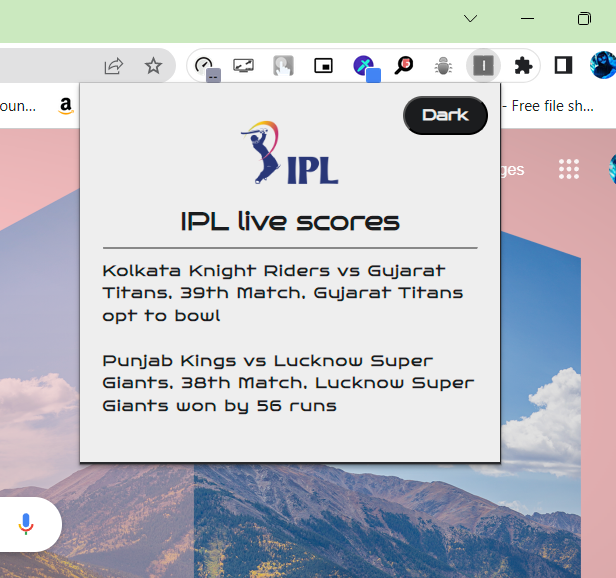 oun...
a
- Free file sh...
ges
Dark
IPL
IPL live scores
Kolkata Knight Riders vs Gujarat
Titans, 39th Match, Gujarat Titans
opt to bowl
Punjab Kings vs Lucknow Super
Giants, 38th Match, Lucknow Super
Giants won by 56 runs